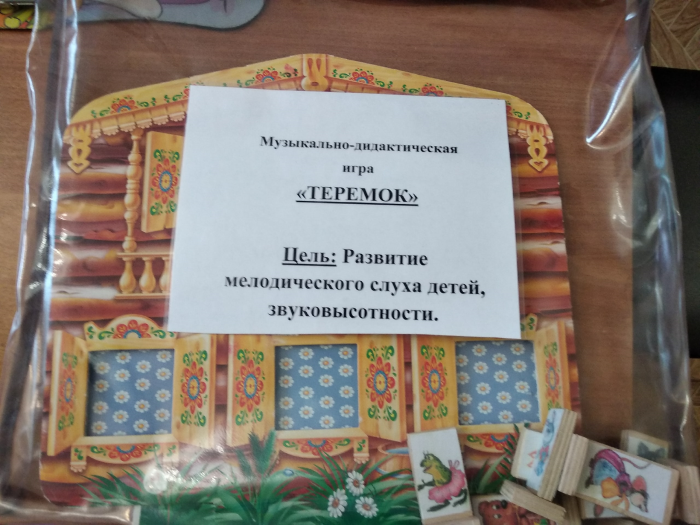 Музыкально-дидактическая
игра
«ТЕРЕМОК»
Цель: Развитие
мелодического слуха детей,
звуковысотности.